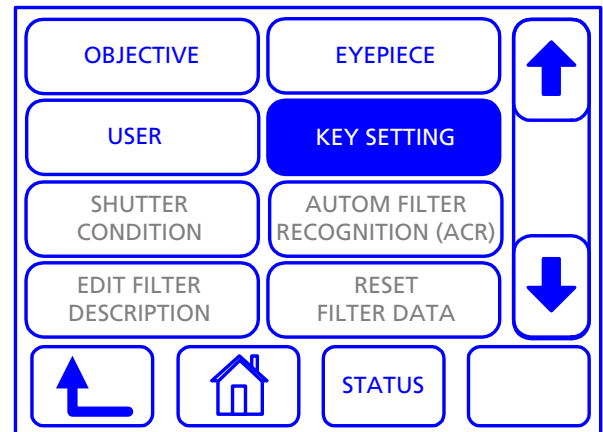 OBJECTIVE
EYEPIECE
USER
KEY SETTING
SHUTTER
CONDITION
AUTOM FILTER
RECOGNITION (ACR)
EDIT FILTER
DESCRIPTION
RESET
FILTER DATA
STATUS